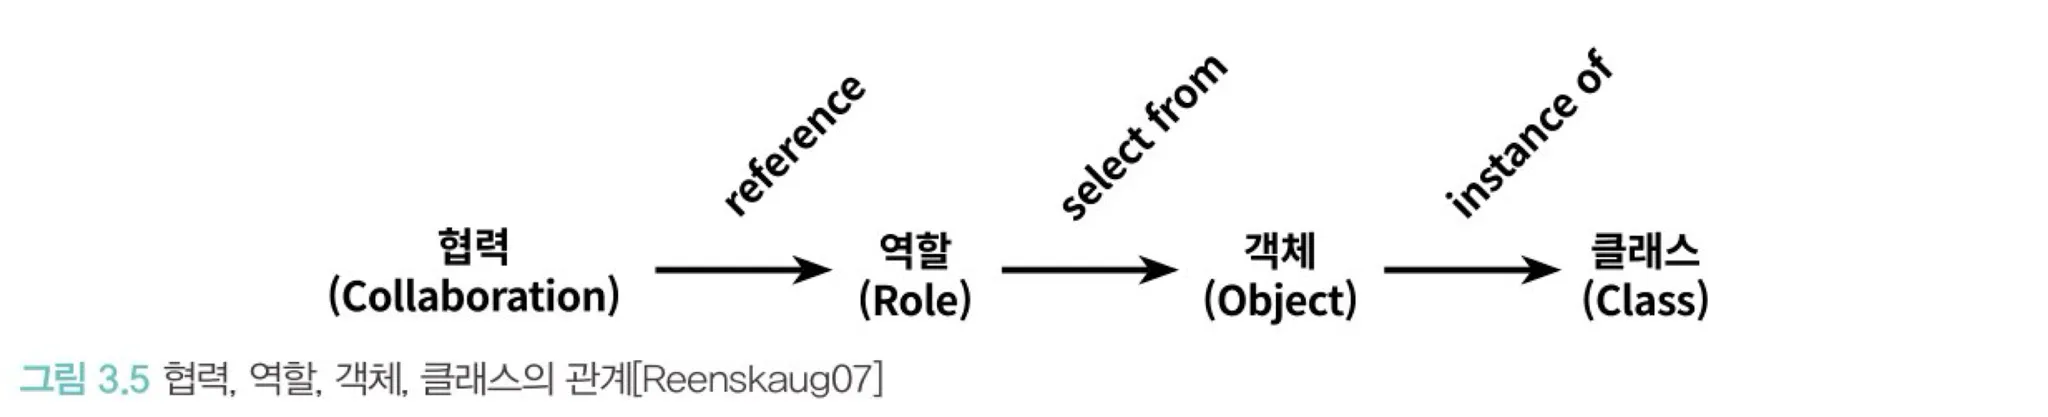 reference
select from
instance of
협력
(Collaboration)
역할
(Role)
객체
(Object)
클래스
(Class)
그림 3.5 협력, 역할, 객체, 클래스의 관계[Reenskaug07]